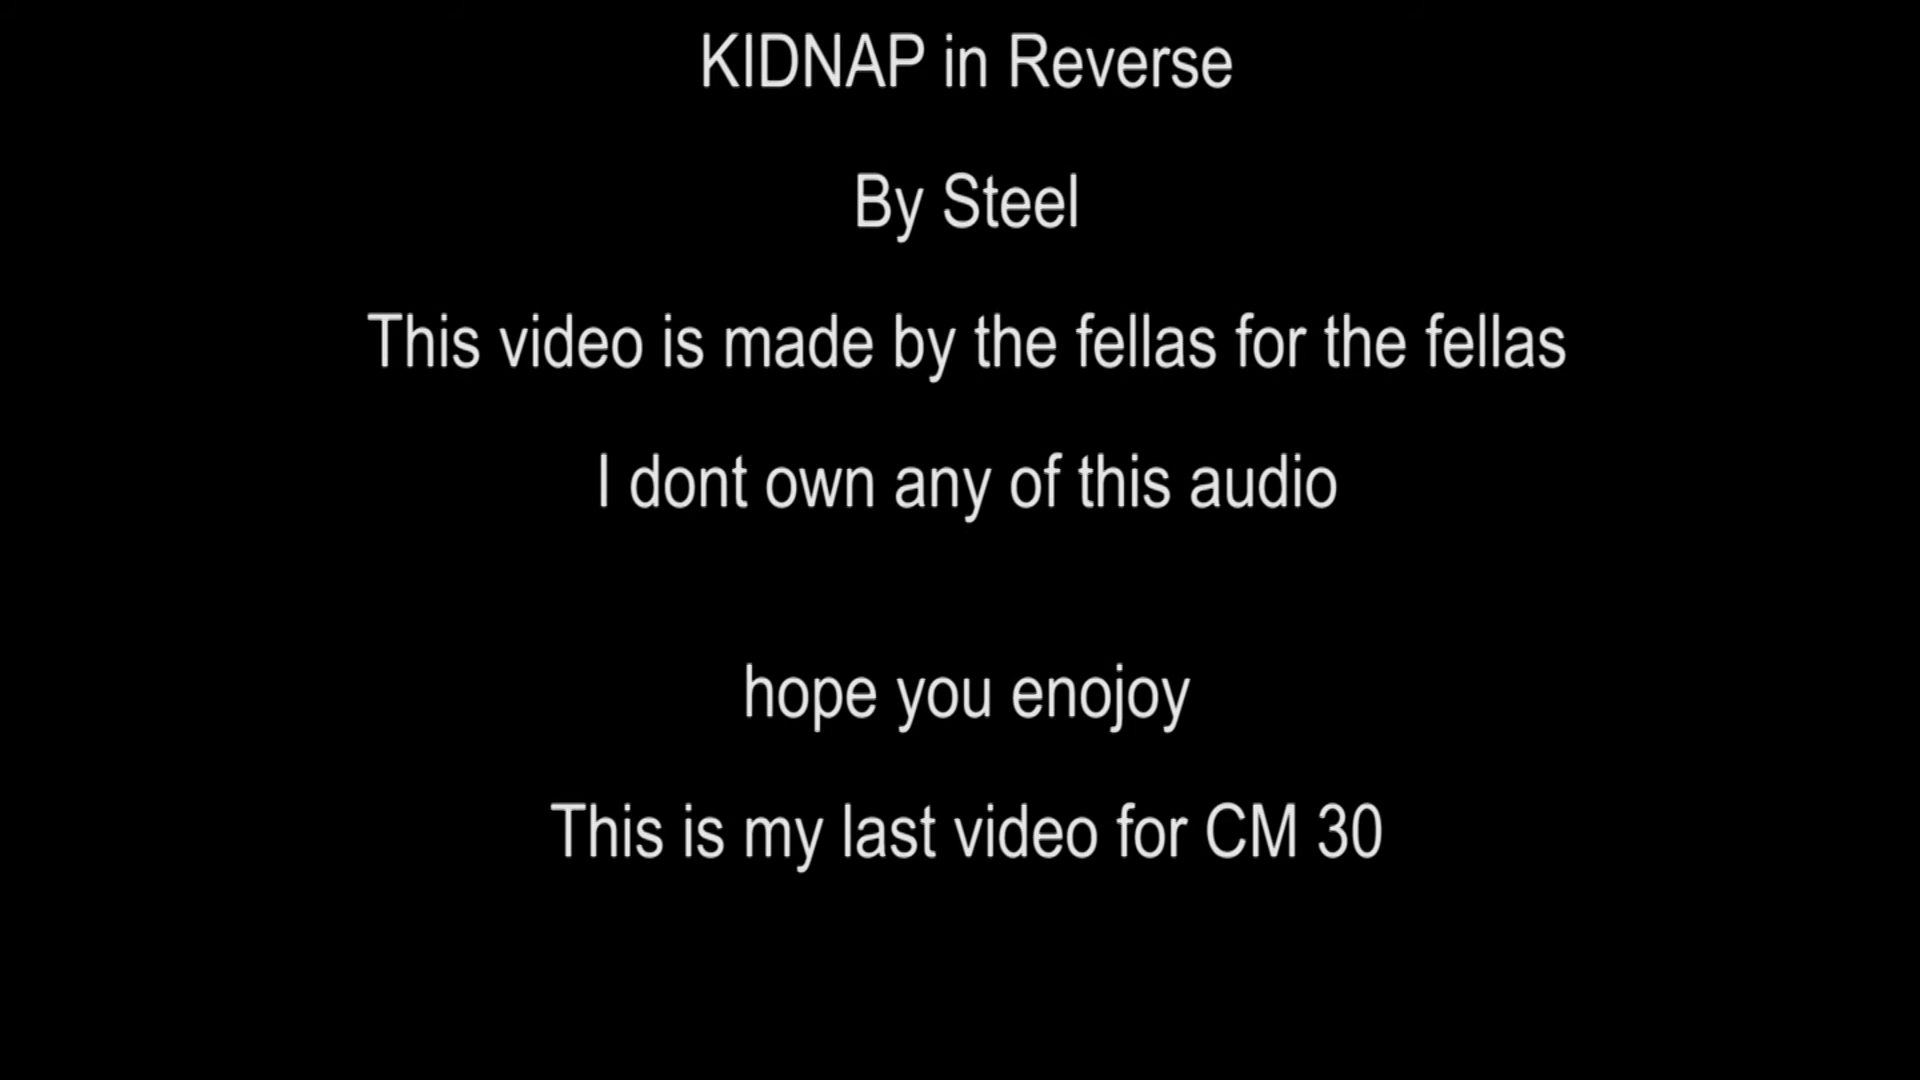 KIDNAP in Reverse
By Steel
This video is made by the fellas for the fellas
I dont own any of this audio
hope you enojoy
This is my last video for CM 30